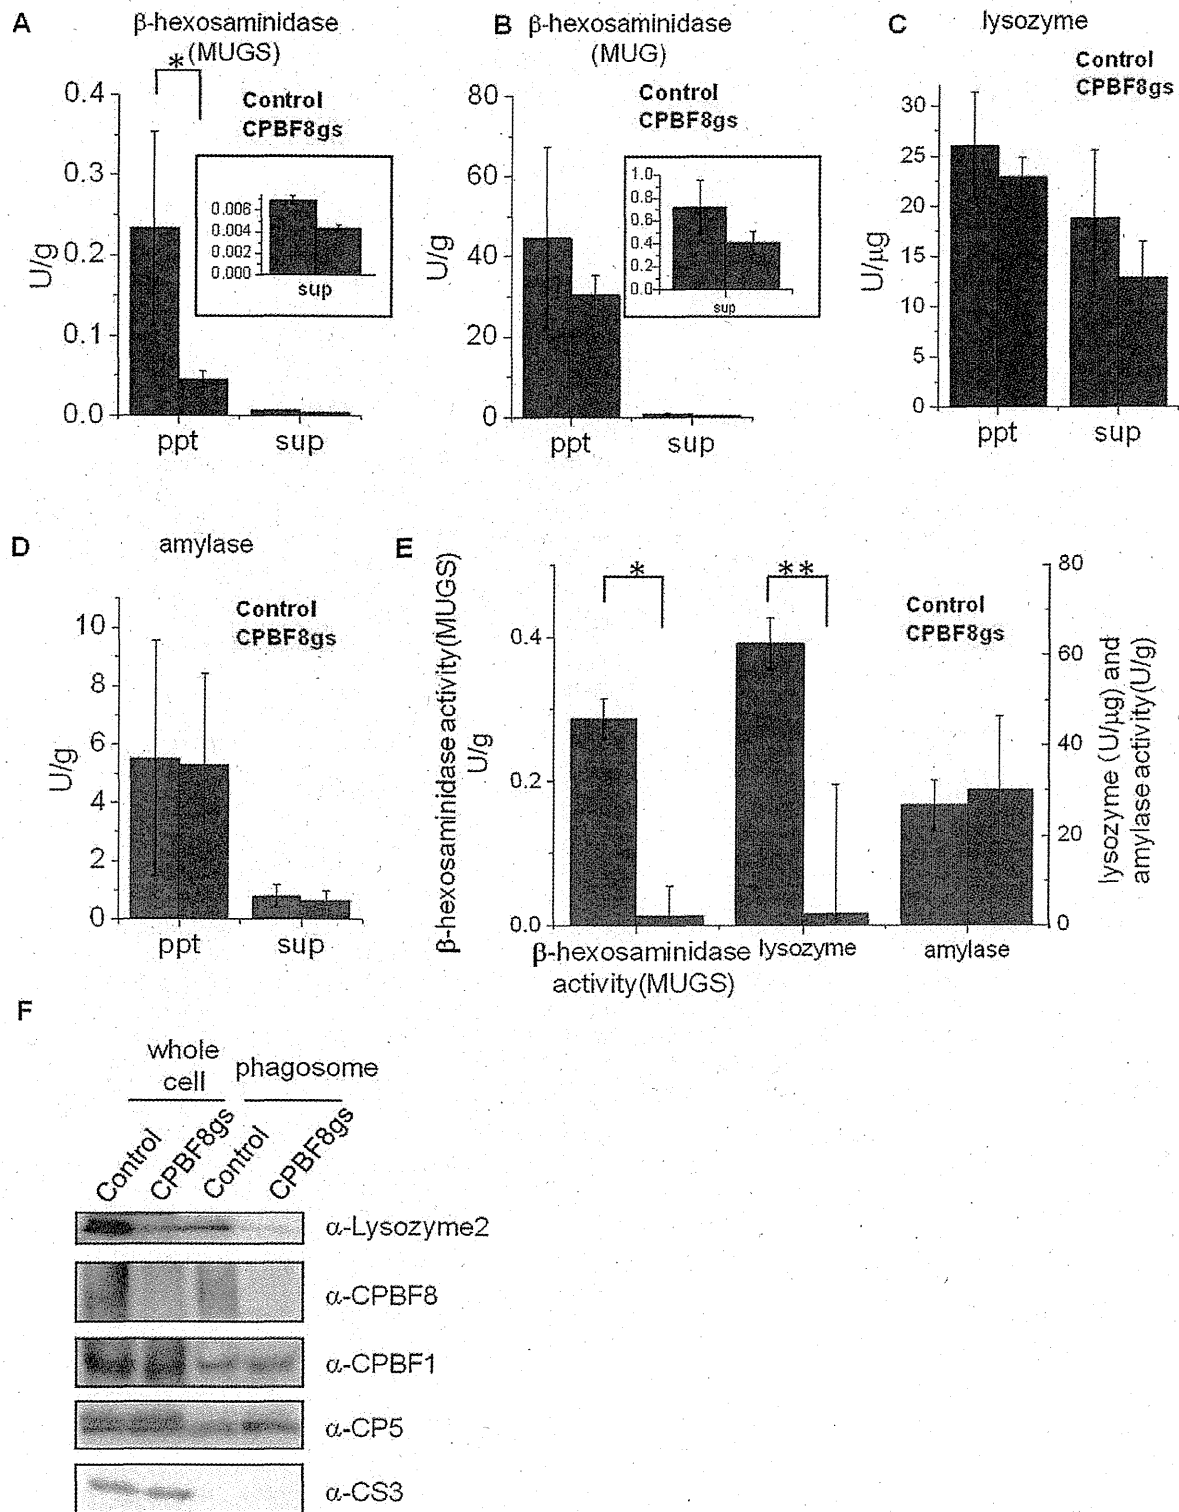 A
β-hexosaminidase
(MUGS)
*
Control
CPBF8gs
0.4
0.3
0.2
0.1
0.0
U/g
0.006
0.004
0.002
0.000
sup
ppt
sup
B
β-hexosaminidase
(MUG)
Control
CPBF8gs
80
60
40
20
0
U/g
1.0
0.8
0.6
0.4
0.2
0.0
sup
ppt
sup
C
lysozyme
Control
CPBF8gs
30
25
20
15
10
5
0
U/μg
ppt
sup
D
amylase
Control
CPBF8gs
10
8
6
4
2
0
U/g
ppt
sup
E
β-hexosaminidase activity(MUGS)
U/g
0.4
0.2
0.0
*
**
Control
CPBF8gs
80
60
40
20
0
lysozyme (U/μg) and
amylase activity(U/g)
β-hexosaminidase
activity(MUGS)
lysozyme
amylase
F
whole
cell
phagosome
Control
CPBF8gs
Control
CPBF8gs
α-Lysozyme2
α-CPBF8
α-CPBF1
α-CP5
α-CS3